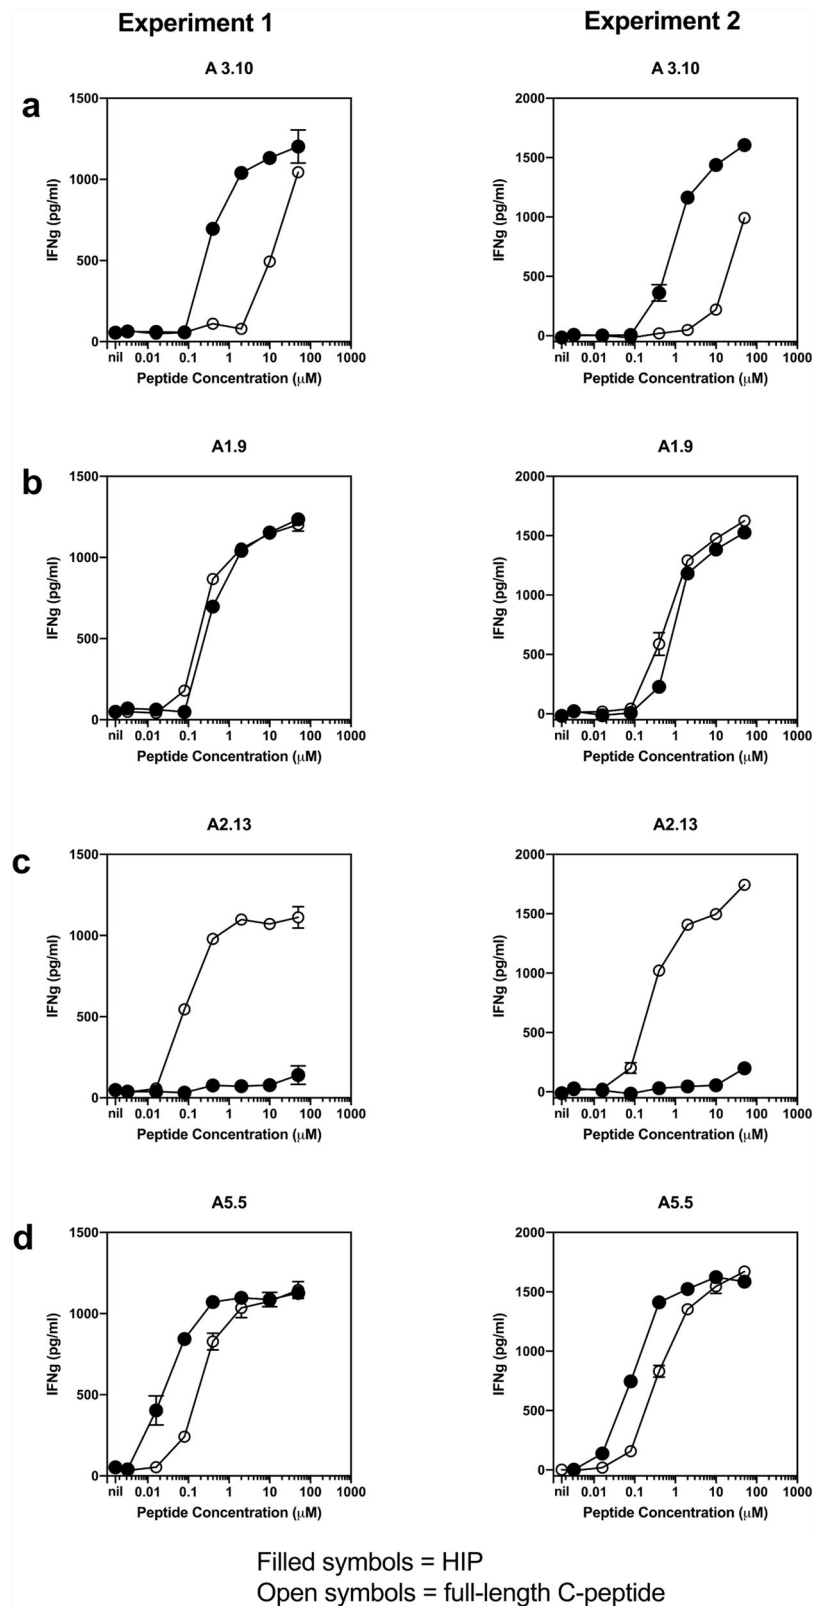 Experiment 1
Experiment 2
a
A 3.10
1500
1000
500
0
IFNg (pg/ml)
nil 0.01 0.1 1 10 100 1000
Peptide Concentration (μM)
A 3.10
2000
1500
1000
500
0
IFNg (pg/ml)
nil 0.01 0.1 1 10 100 1000
Peptide Concentration (μM)
b
A1.9
1500
1000
500
0
IFNg (pg/ml)
nil 0.01 0.1 1 10 100 1000
Peptide Concentration (μM)
A1.9
2000
1500
1000
500
0
IFNg (pg/ml)
nil 0.01 0.1 1 10 100 1000
Peptide Concentration (μM)
c
A2.13
1500
1000
500
0
IFNg (pg/ml)
nil 0.01 0.1 1 10 100 1000
Peptide Concentration (μM)
A2.13
2000
1500
1000
500
0
IFNg (pg/ml)
nil 0.01 0.1 1 10 100 1000
Peptide Concentration (μM)
d
A5.5
1500
1000
500
0
IFNg (pg/ml)
nil 0.01 0.1 1 10 100 1000
Peptide Concentration (μM)
A5.5
2000
1500
1000
500
0
IFNg (pg/ml)
nil 0.01 0.1 1 10 100 1000
Peptide Concentration (μM)
Filled symbols = HIP
Open symbols = full-length C-peptide